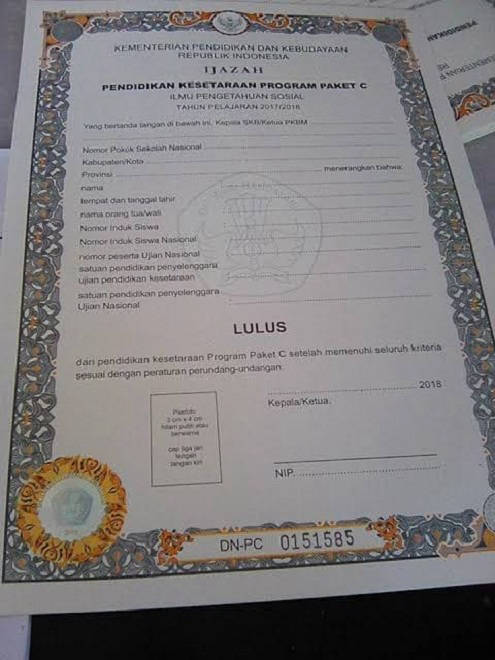 KEMENTERIAN PENDIDIKAN DAN KEBUDAYAAN
REPUBLIK INDONESIA
IJAZAH
PENDIDIKAN KESETARAAN PROGRAM PAKET C
ILMU PENGETAHUAN SOSIAL
TAHUN PELAJARAN 2017/2018
Yang bertanda tangan di bawah ini, Kepala SKB/Ketua PKBM
Nomor Pokok Sekolah Nasional
Kabupaten/Kota
Provinsi menerangkan bahwa:
nama
tempat dan tanggal lahir
nama orang tua/wali
Nomor Induk Siswa
Nomor Induk Siswa Nasional
nomor peserta Ujian Nasional
satuan pendidikan penyelenggara
ujian pendidikan kesetaraan
satuan pendidikan penyelenggara
Ujian Nasional
LULUS
dari pendidikan kesetaraan Program Paket C setelah memenuhi seluruh kriteria
sesuai dengan peraturan perundang-undangan.
2018
Kepala/Ketua,
Pasfoto
3 cm x 4 cm
hitam putih atau
berwarna
cap tiga jari
tengah
tangan kiri
NIP.
DN-PC 0151585